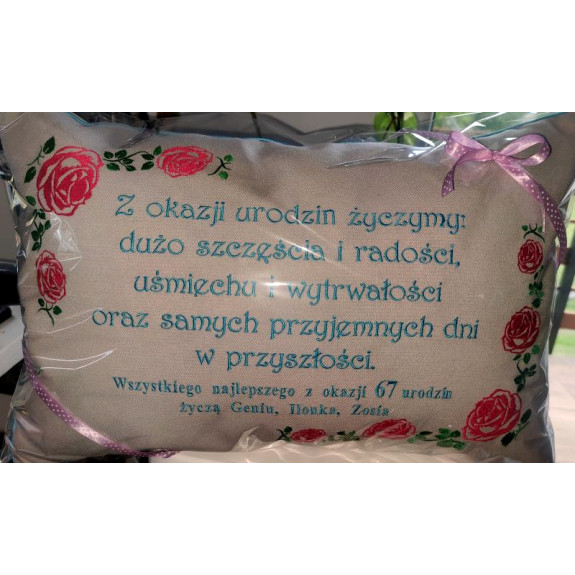 Z okazji urodzin życzymy:
dużo szczęścia i radości,
uśmiechu i wytrwałości
oraz samych przyjemnych dni
w przyszłości.
Wszystkiego najlepszego z okazji 67 urodzin
życzą Geniu, Ilonka, Zosia